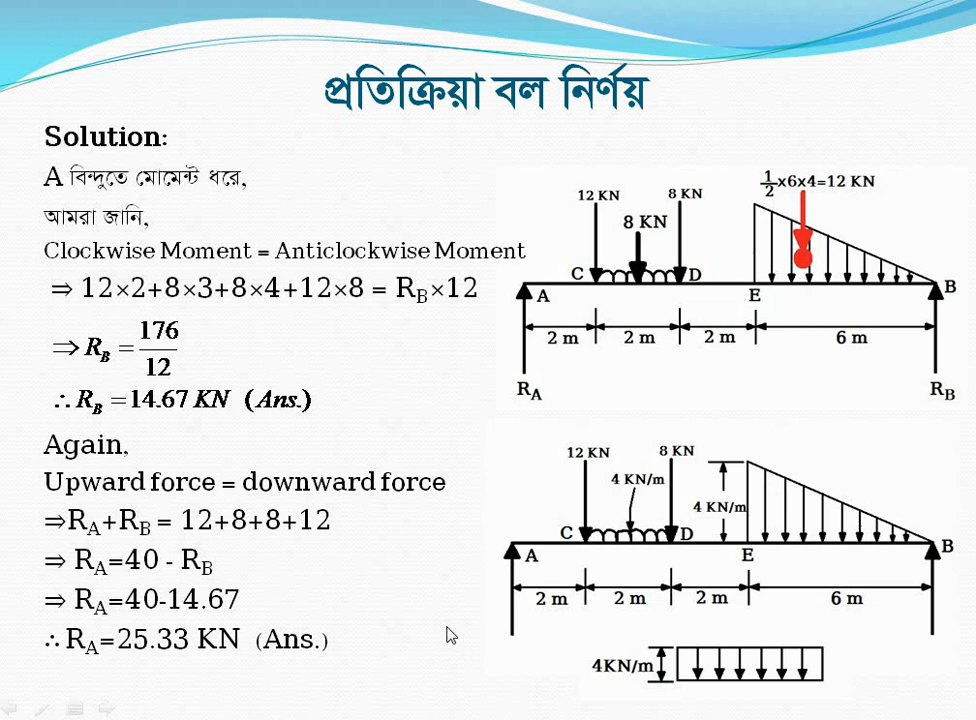 প্রতিক্রিয়া বল নির্ণয়
Solution:
A বিন্দুতে মোমেন্ট ধরে,
আমরা জানি,
Clockwise Moment = Anticlockwise Moment
⇒ 12×2+8×3+8×4+12×8 = R_B×12
⇒ R_B = 176/12
∴ R_B = 14.67 KN (Ans.)
Again,
Upward force = downward force
⇒R_A+R_B = 12+8+8+12
⇒ R_A=40 - R_B
⇒ R_A=40-14.67
∴ R_A=25.33 KN (Ans.)
1/2 x6x4=12 KN
12 KN 8 KN
8 KN
C D
A E B
2 m 2 m 2 m 6 m
R_A R_B
12 KN 8 KN
4 KN/m
4 KN/m
C D
A E B
2 m 2 m 2 m 6 m
4KN/m